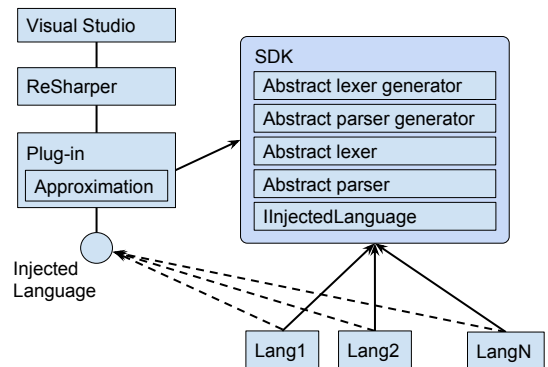 Visual Studio
ReSharper
Plug-in
Approximation
Injected
Language
SDK
Abstract lexer generator
Abstract parser generator
Abstract lexer
Abstract parser
IInjectedLanguage
Lang1
Lang2
LangN